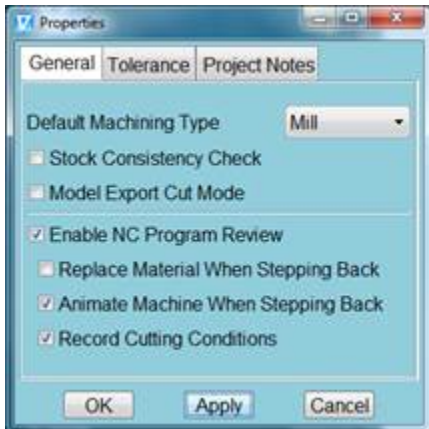 Properties
General Tolerance Project Notes
Default Machining Type Mill
Stock Consistency Check
Model Export Cut Mode
Enable NC Program Review
Replace Material When Stepping Back
Animate Machine When Stepping Back
Record Cutting Conditions
OK Apply Cancel